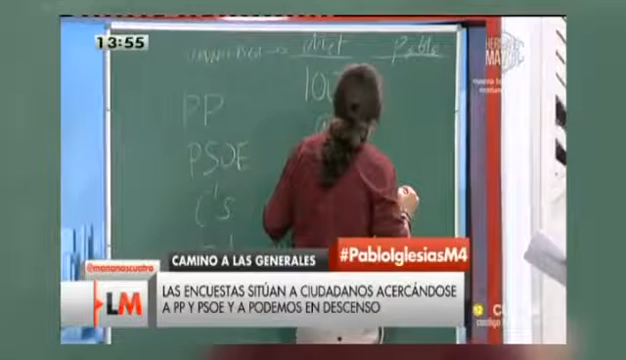 13:55
Pablo
100
PP
PSOE
C's
@mananascuatro
CAMINO A LAS GENERALES
#PabloIglesiasM4
LM
LAS ENCUESTAS SITÚAN A CIUDADANOS ACERCÁNDOSE
A PP Y PSOE Y A PODEMOS EN DESCENSO